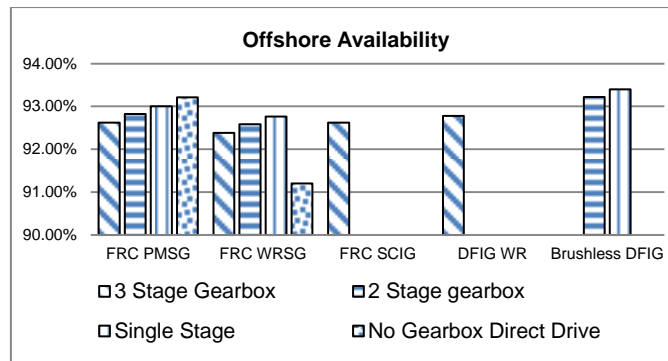 Offshore Availability
94.00%
93.00%
92.00%
91.00%
90.00%
FRC PMSG FRC WRSG FRC SCIG DFIG WR Brushless DFIG
3 Stage Gearbox 2 Stage gearbox
Single Stage No Gearbox Direct Drive